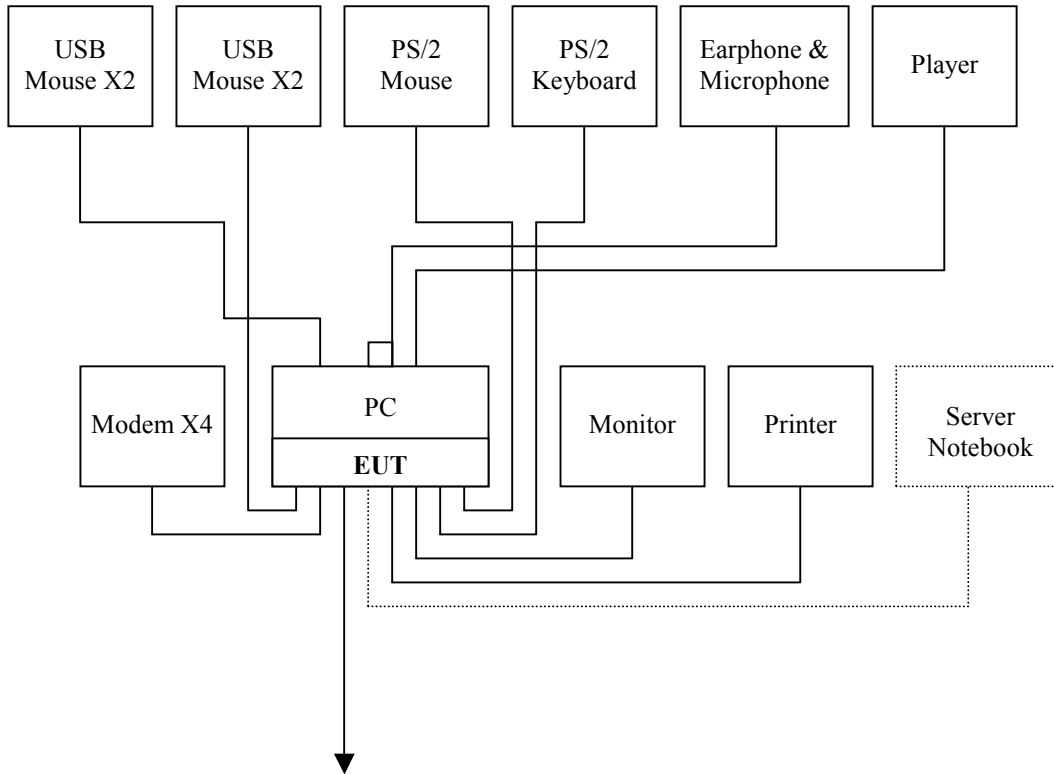 USB
Mouse X2
USB
Mouse X2
PS/2
Mouse
PS/2
Keyboard
Earphone &
Microphone
Player
Modem X4
PC
EUT
Monitor
Printer
Server
Notebook